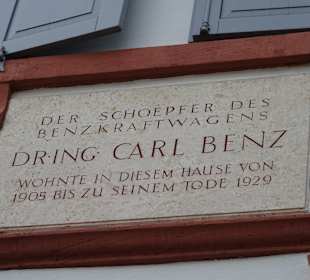 DER SCHOEPFER DES
BENZKRAFTWAGENS
DR·ING· CARL BENZ
WOHNTE IN DIESEM HAUSE VON
1905 BIS ZU SEINEM TODE 1929